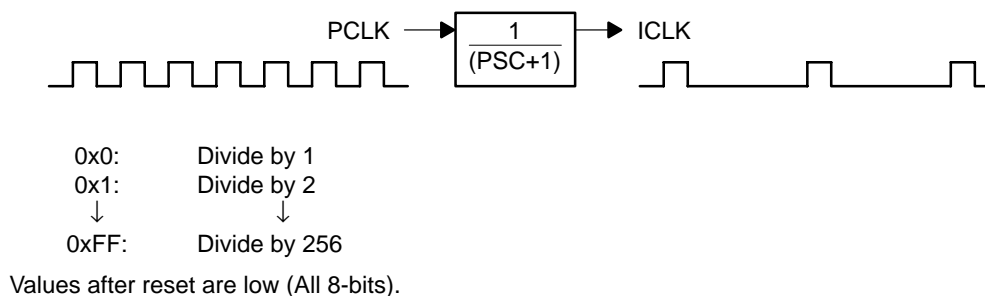 PCLK 1 ICLK
(PSC+1)
0x0: Divide by 1
0x1: Divide by 2
↓ ↓
0xFF: Divide by 256
Values after reset are low (All 8-bits).